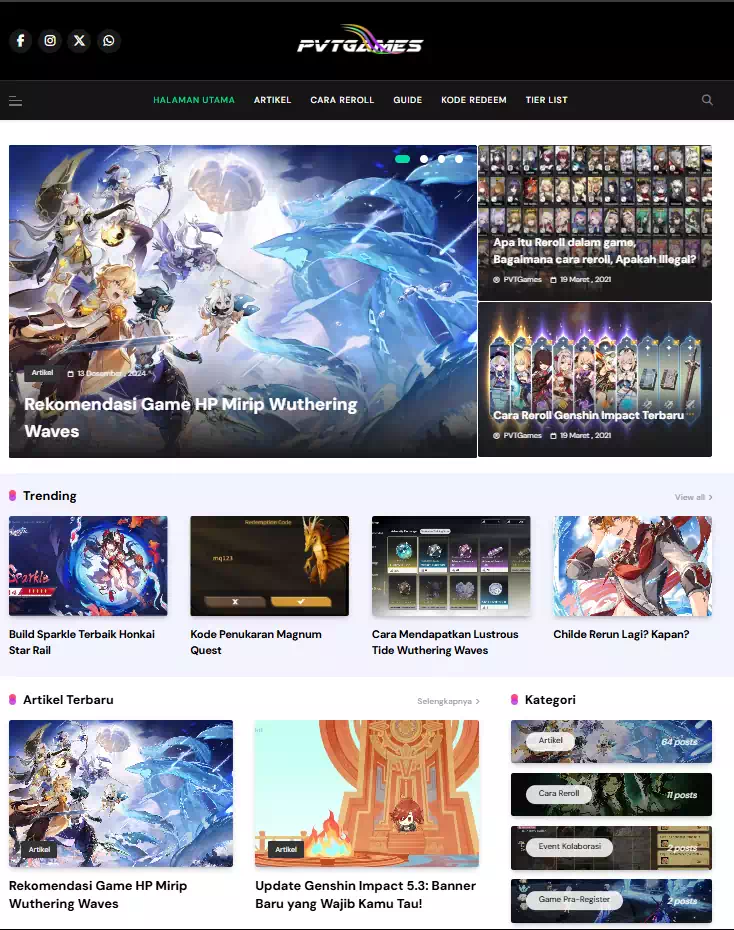 PVTGAMES
HALAMAN UTAMA ARTIKEL CARA REROLL GUIDE KODE REDEEM TIER LIST
Artikel 13 Desember , 2024
Rekomendasi Game HP Mirip Wuthering
Waves
Apa Itu Reroll dalam game,
Bagaimana cara reroll, Apakah Illegal?
PVTGames 19 Maret , 2021
Cara Reroll Genshin Impact Terbaru
PVTGames 19 Maret , 2021
Trending
View all
Sparkle
Redemption Code
mq123
Build Sparkle Terbaik Honkai
Star Rail
Kode Penukaran Magnum
Quest
Cara Mendapatkan Lustrous
Tide Wuthering Waves
Childe Rerun Lagi? Kapan?
Artikel Terbaru
Selengkapnya
Artikel
Rekomendasi Game HP Mirip
Wuthering Waves
Artikel
Update Genshin Impact 5.3: Banner
Baru yang Wajib Kamu Tau!
Kategori
Artikel 64 posts
Cara Reroll 11 posts
Event Kolaborasi 2 posts
Game Pra-Register 2 posts